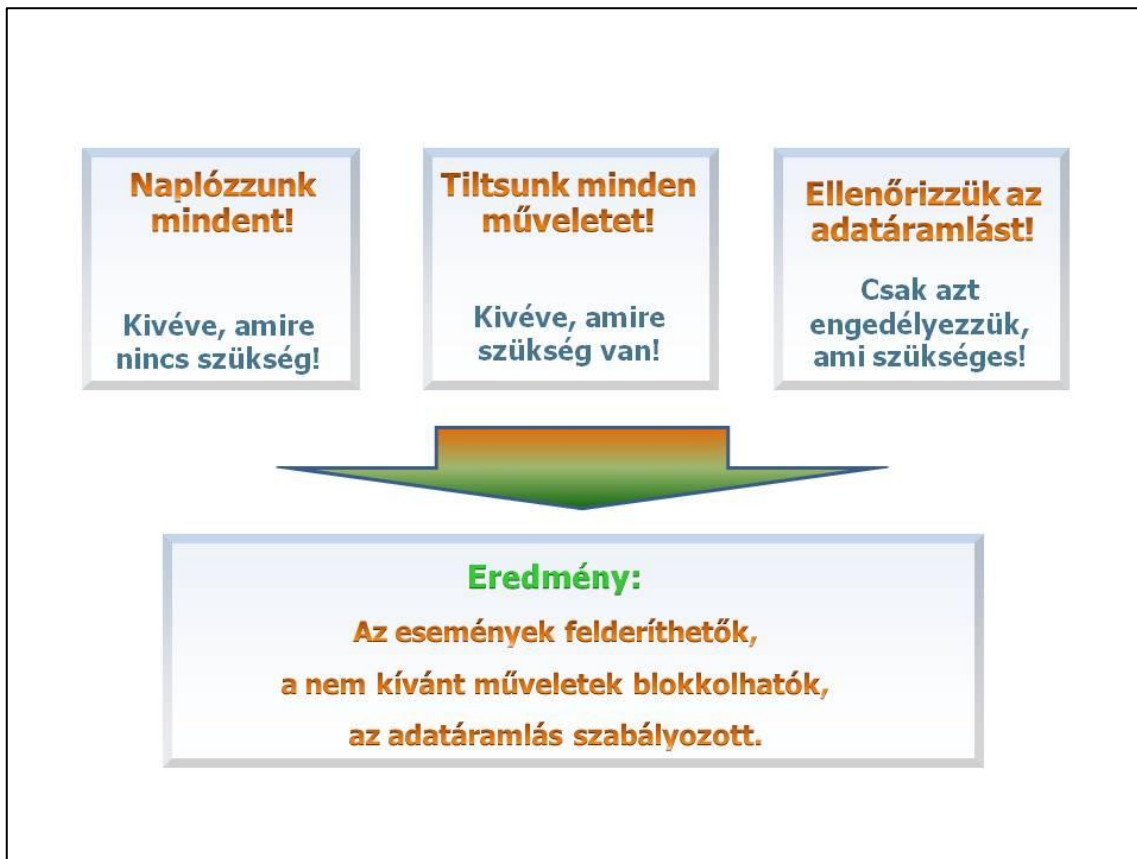 Naplózzunk
mindent!
Kivéve, amire
nincs szükség!
Tiltsunk minden
műveletet!
Kivéve, amire
szükség van!
Ellenőrizzük az
adatáramlást!
Csak azt
engedélyezzük,
ami szükséges!
Eredmény:
Az események felderíthetők,
a nem kívánt műveletek blokkolhatók,
az adatáramlás szabályozott.